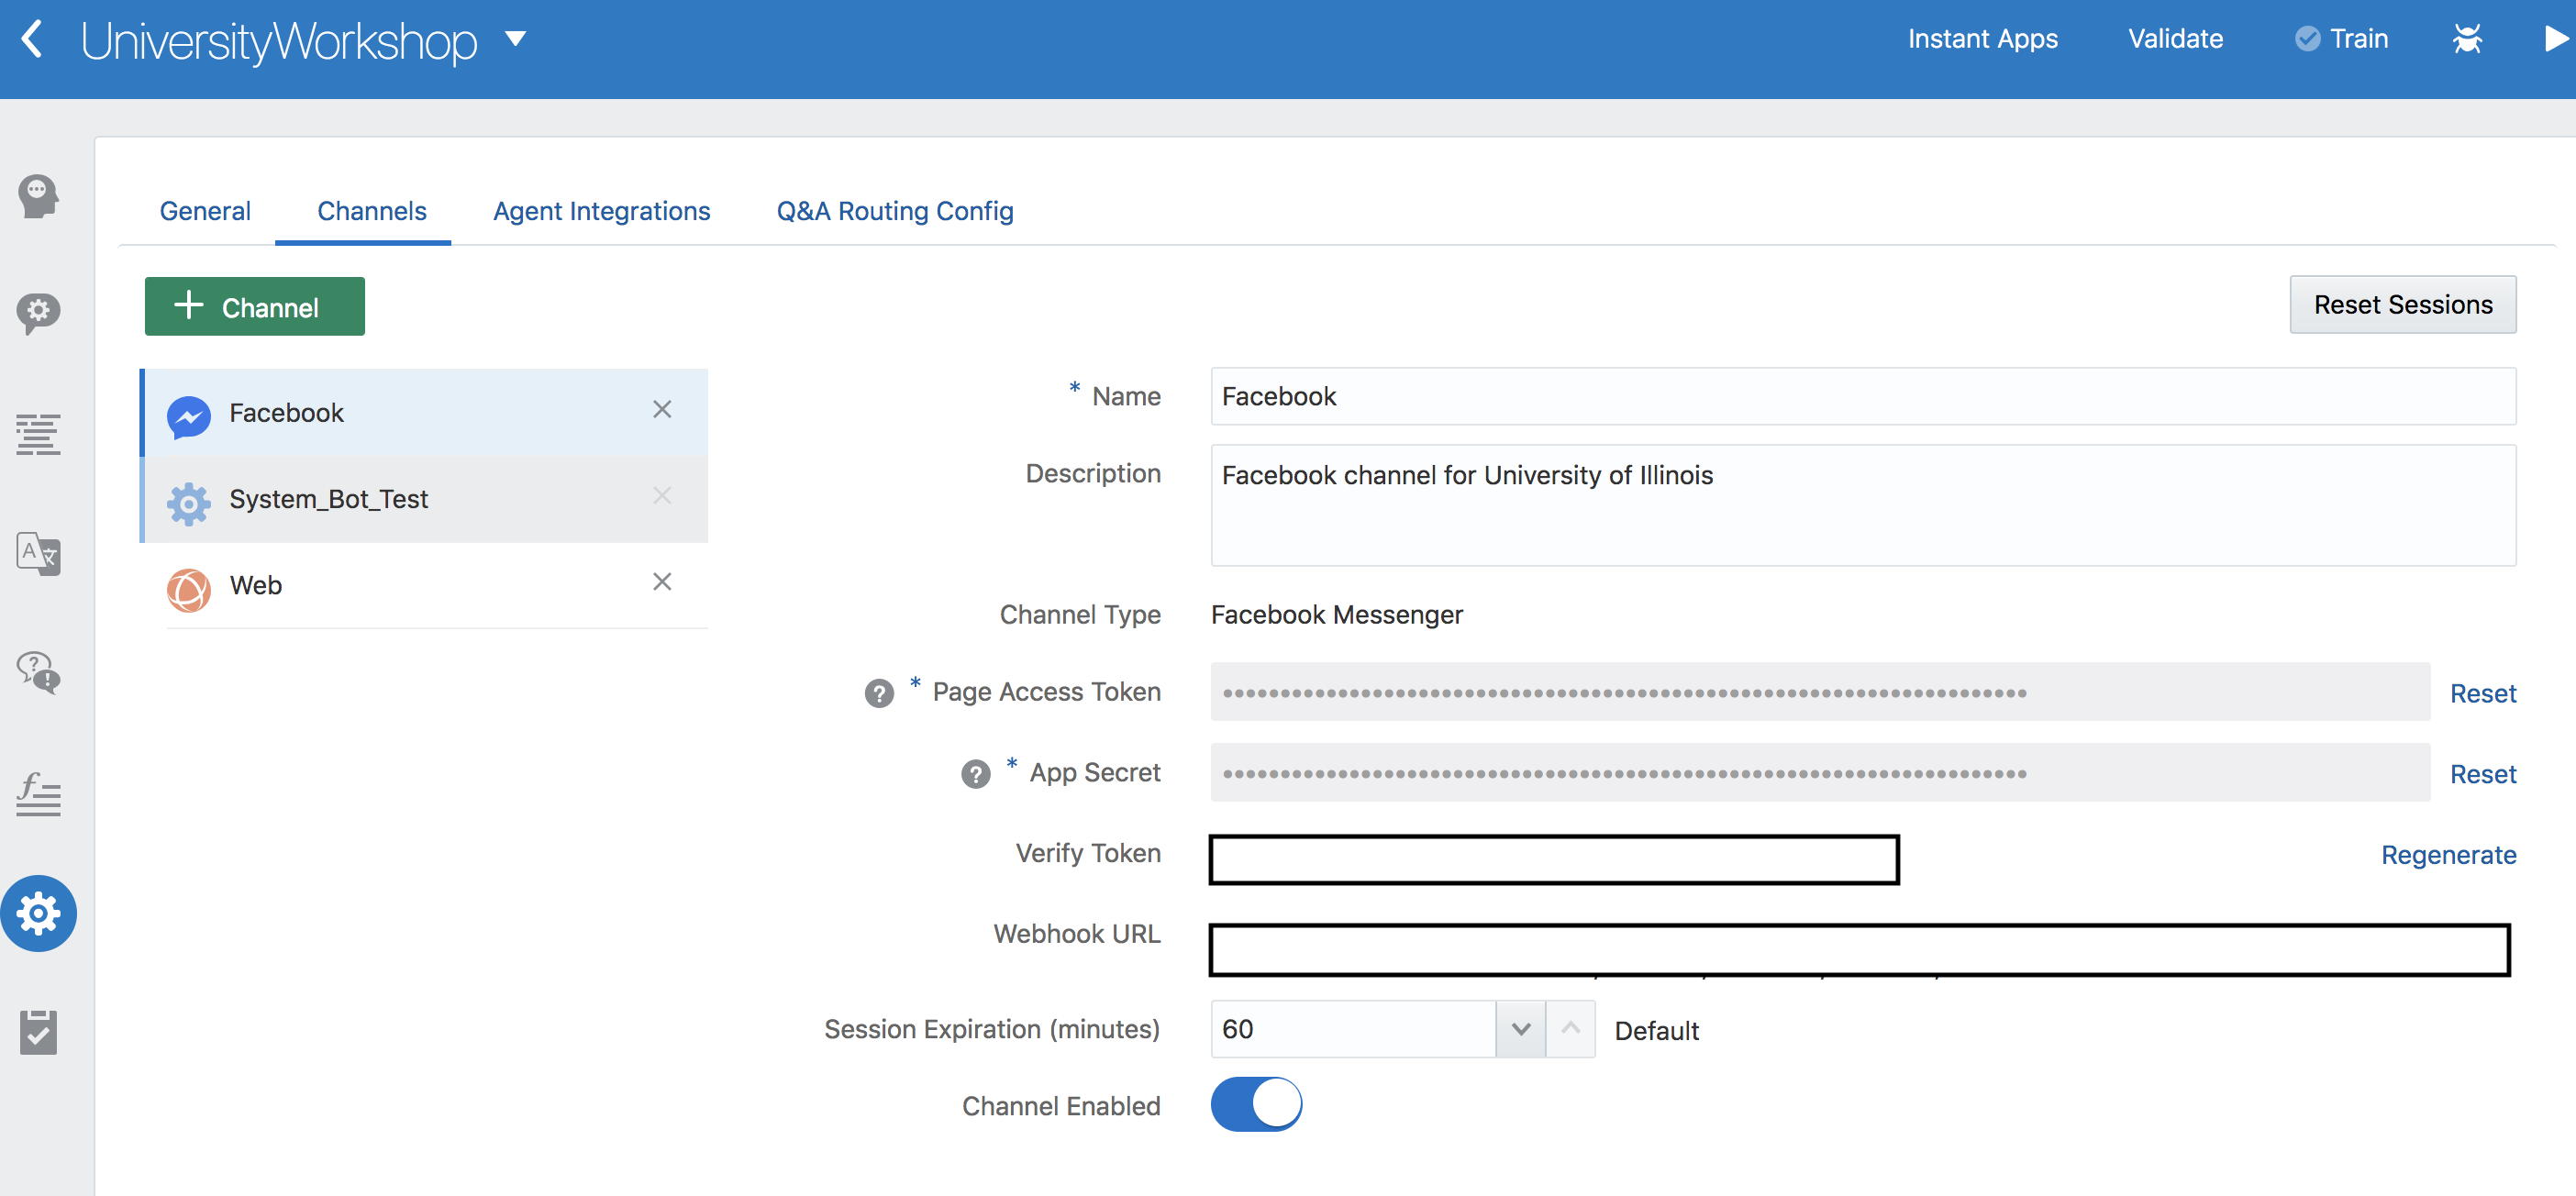 UniversityWorkshop
Instant Apps
Validate
Train
General
Channels
Agent Integrations
Q&A Routing Config
+ Channel
Reset Sessions
Facebook
System_Bot_Test
Web
* Name
Facebook
Description
Facebook channel for University of Illinois
Channel Type
Facebook Messenger
? * Page Access Token
Reset
? * App Secret
Reset
Verify Token
Regenerate
Webhook URL
Session Expiration (minutes)
60
Default
Channel Enabled